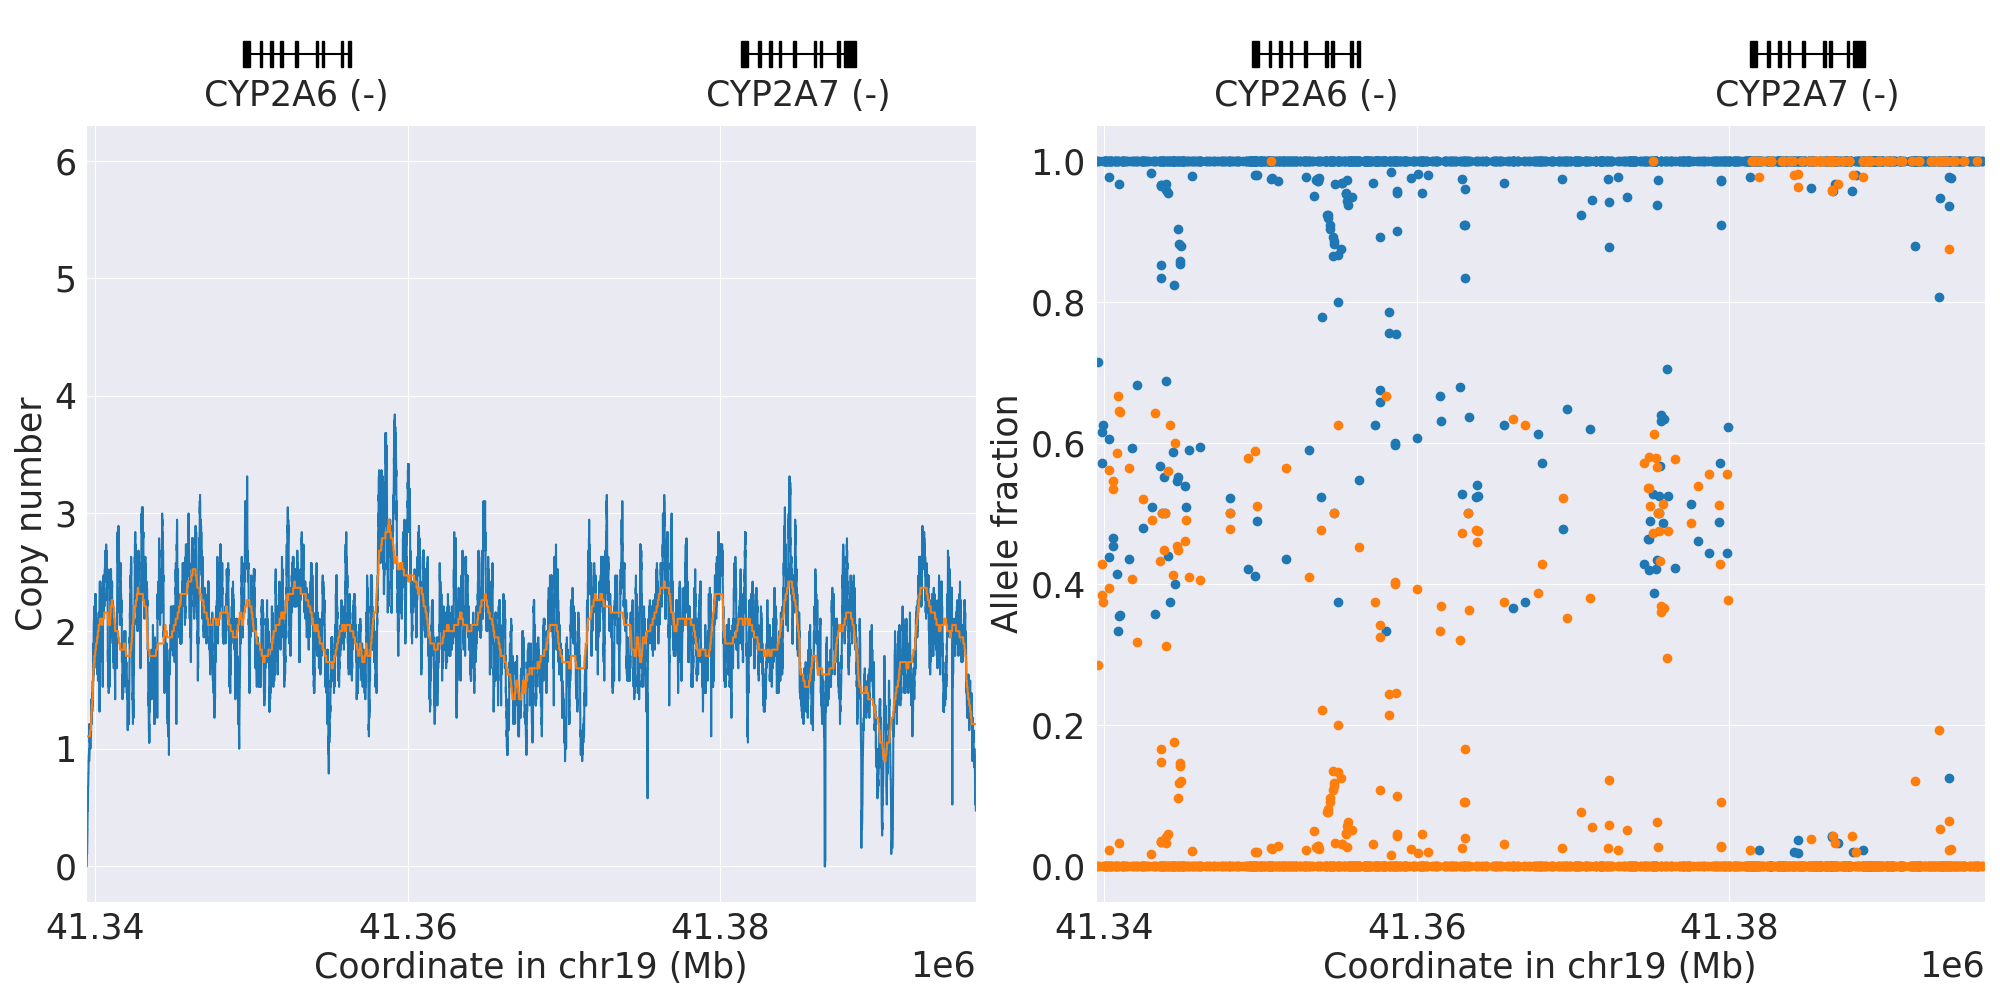 CYP2A6 (-)
CYP2A7 (-)
6
5
4
3
2
1
0
Copy number
41.34
41.36
41.38
Coordinate in chr19 (Mb)
1e6
CYP2A6 (-)
CYP2A7 (-)
1.0
0.8
0.6
0.4
0.2
0.0
Allele fraction
41.34
41.36
41.38
Coordinate in chr19 (Mb)
1e6